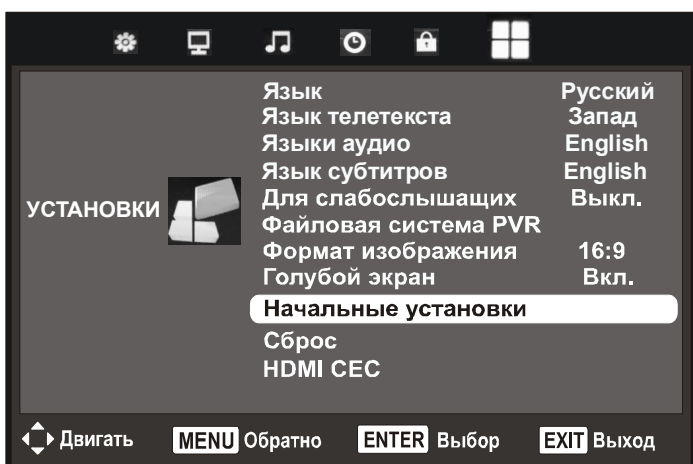 Язык Русский
Язык телетекста Запад
Языки аудио English
Язык субтитров English
УСТАНОВКИ
Для слабослышащих Выкл.
Файловая система PVR
Формат изображения 16:9
Голубой экран Вкл.
Начальные установки
Сброс
HDMI CEC
Двигать MENU Обратно ENTER Выбор EXIT Выход